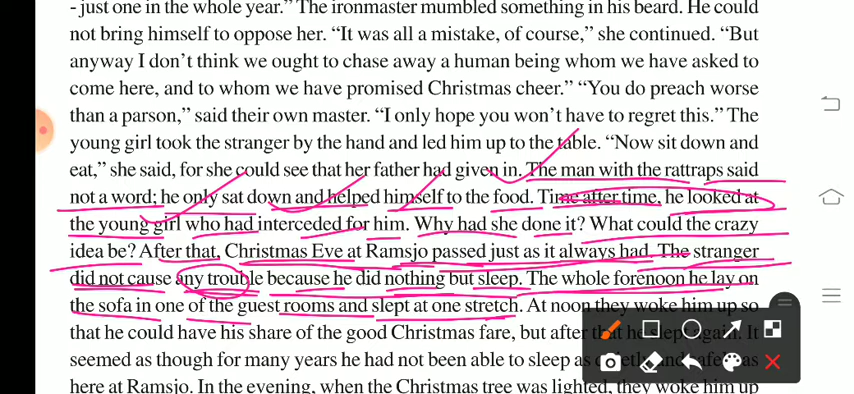 - just one in the whole year.” The ironmaster mumbled something in his beard. He could
not bring himself to oppose her. “It was all a mistake, of course,” she continued. “But
anyway I don’t think we ought to chase away a human being whom we have asked to
come here, and to whom we have promised Christmas cheer.” “You do preach worse
than a parson,” said their own master. “I only hope you won’t have to regret this.” The
young girl took the stranger by the hand and led him up to the table. “Now sit down and
eat,” she said, for she could see that her father had given in. The man with the rattraps said
not a word; he only sat down and helped himself to the food. Time after time, he looked at
the young girl who had interceded for him. Why had she done it? What could the crazy
idea be? After that, Christmas Eve at Ramsjo passed just as it always had. The stranger
did not cause any trouble because he did nothing but sleep. The whole forenoon he lay on
the sofa in one of the guest rooms and slept at one stretch. At noon they woke him up so
that he could have his share of the good Christmas fare, but after that he slept again. It
seemed as though for many years he had not been able to sleep as
here at Ramsjo. In the evening, when the Christmas tree was lighted, they woke him up